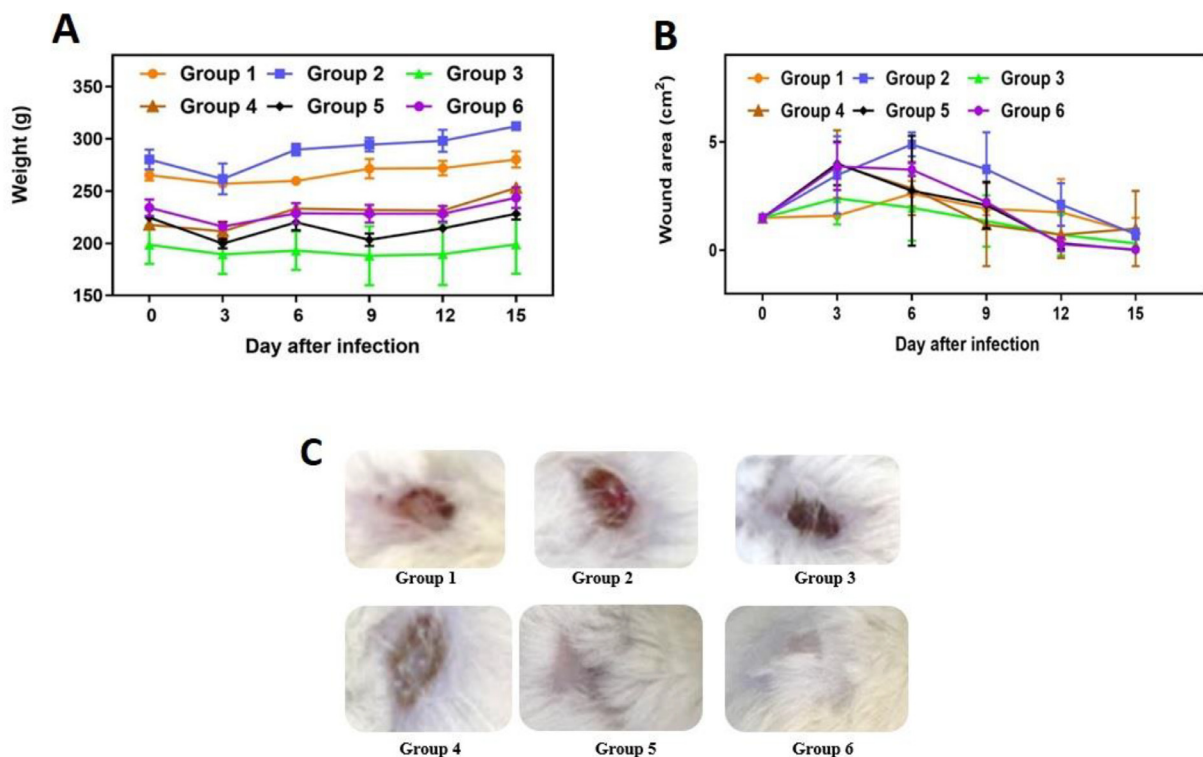 A
Group 1 Group 2 Group 3
Group 4 Group 5 Group 6
Weight (g)
350
300
250
200
150
0 3 6 9 12 15
Day after infection
B
Group 1 Group 2 Group 3
Group 4 Group 5 Group 6
Wound area (cm²)
5
0
0 3 6 9 12 15
Day after infection
C
Group 1 Group 2 Group 3
Group 4 Group 5 Group 6